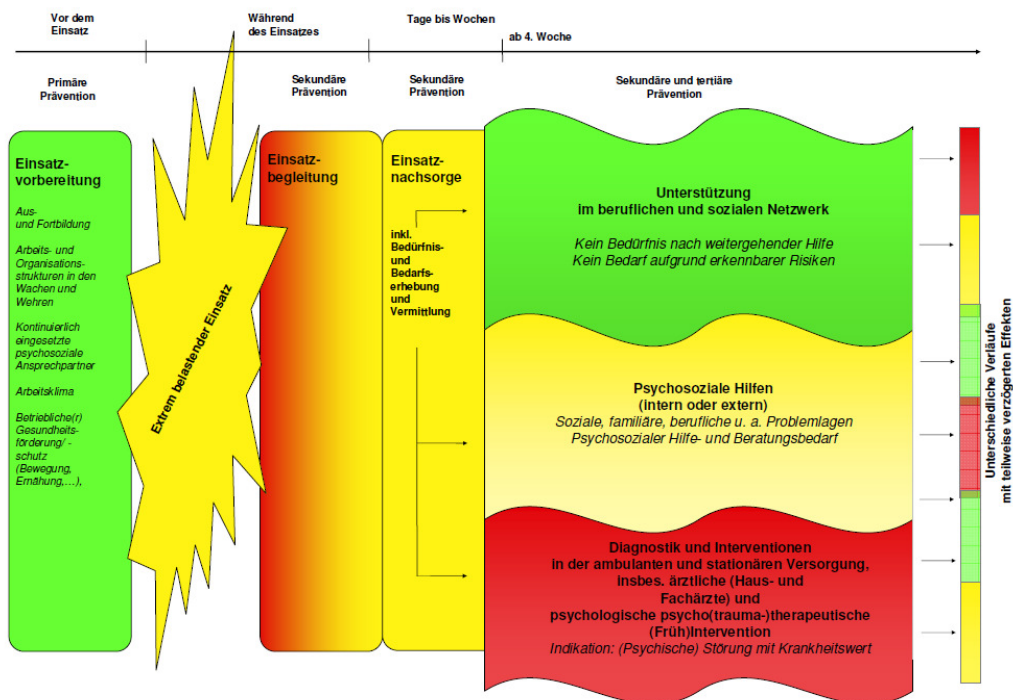 Vor dem
Einsatz
Während
des Einsatzes
Tage bis Wochen
ab 4. Woche
Primäre
Prävention
Sekundäre
Prävention
Sekundäre
Prävention
Sekundäre und tertiäre
Prävention
Einsatz-
vorbereitung
Aus-
und Fortbildung
Arbeits- und
Organisations-
strukturen in den
Wachen und
Wehren
Kontinuierlich
eingesetzte
psychosoziale
Ansprechpartner
Arbeitsklima
Betriebliche(r)
Gesundheits-
förderung/ -
schutz
(Bewegung,
Ernährung,...),
Extrem belastender Einsatz
Einsatz-
begleitung
Einsatz-
nachsorge
inkl.
Bedürfnis-
und
Bedarfs-
erhebung
und
Vermittlung
Unterstützung
im beruflichen und sozialen Netzwerk
Kein Bedürfnis nach weitergehender Hilfe
Kein Bedarf aufgrund erkennbarer Risiken
Psychosoziale Hilfen
(intern oder extern)
Soziale, familiäre, berufliche u. a. Problemlagen
Psychosozialer Hilfe- und Beratungsbedarf
Diagnostik und Interventionen
in der ambulanten und stationären Versorgung,
insbes. ärztliche (Haus- und
Fachärzte) und
psychologische psycho(trauma-)therapeutische
(Früh)Intervention
Indikation: (Psychische) Störung mit Krankheitswert
Unterschiedliche Verläufe
mit teilweise verzögerten Effekten